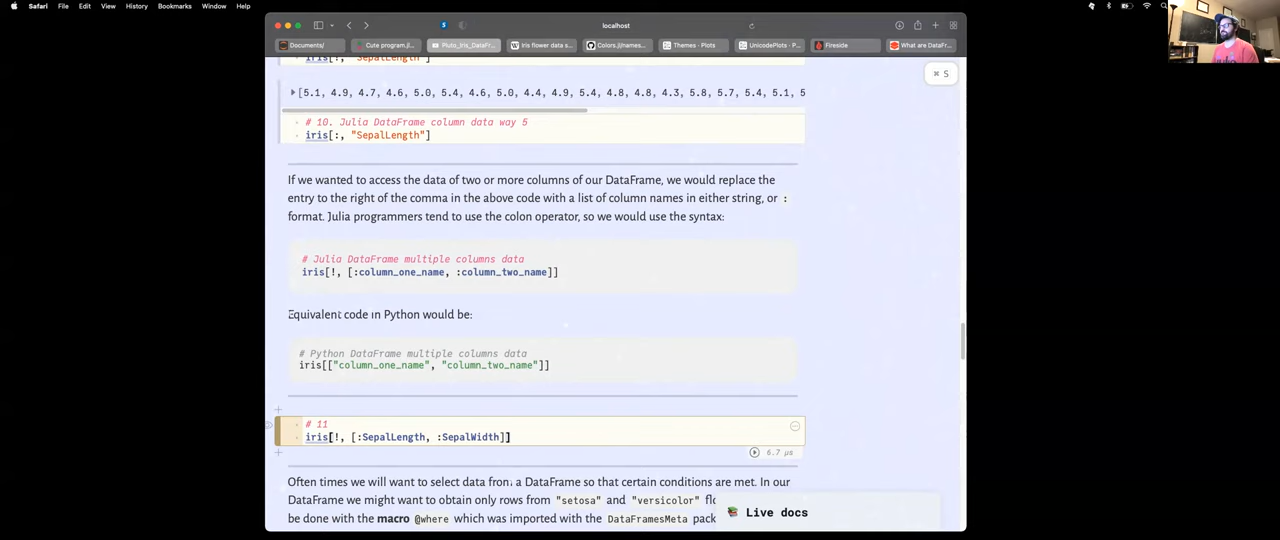 Safari File Edit View History Bookmarks Window Help
localhost
Documents/
Cute program.jl...
Pluto_Iris_DataFr...
Iris flower data s...
Colors.jl/names...
Themes · Plots
UnicodePlots · P...
Fireside
What are DataFr...
iris[:, "SepalLength"]
⌘ S
[5.1, 4.9, 4.7, 4.6, 5.0, 5.4, 4.6, 5.0, 4.4, 4.9, 5.4, 4.8, 4.8, 4.3, 5.8, 5.7, 5.4, 5.1, 5
# 10. Julia DataFrame column data way 5
iris[:, "SepalLength"]
If we wanted to access the data of two or more columns of our DataFrame, we would replace the
entry to the right of the comma in the above code with a list of column names in either string, or :
format. Julia programmers tend to use the colon operator, so we would use the syntax:
# Julia DataFrame multiple columns data
iris[!, [:column_one_name, :column_two_name]]
Equivalent code in Python would be:
# Python DataFrame multiple columns data
iris[["column_one_name", "column_two_name"]]
# 11
iris[!, [:SepalLength, :SepalWidth]]
6.7 μs
Often times we will want to select data from a DataFrame so that certain conditions are met. In our
DataFrame we might want to obtain only rows from "setosa" and "versicolor" flo
be done with the macro @where which was imported with the DataFramesMeta pack
Live docs